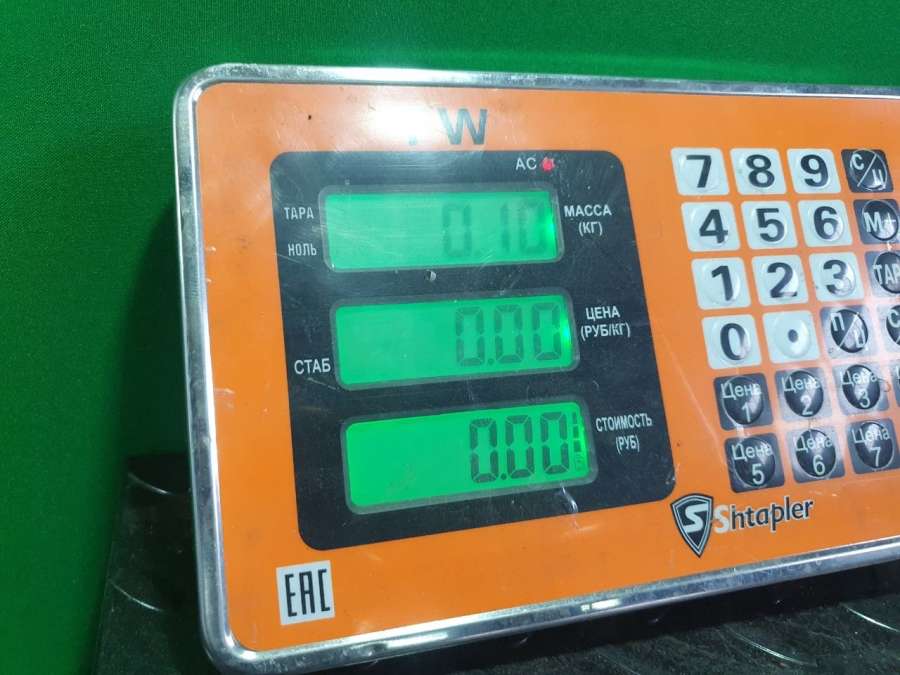 W
AC
ТАРА
НОЛЬ
0.10
МАССА
(КГ)
СТАБ
0.00
ЦЕНА
(РУБ/КГ)
0.00
СТОИМОСТЬ
(РУБ)
7 8 9 С/Ц
4 5 6 М+
1 2 3 ТАР
0 . П/Ц С
Цена 1 Цена 2 Цена 3
Цена 5 Цена 6 Цена 7
S Shtapler
EAC